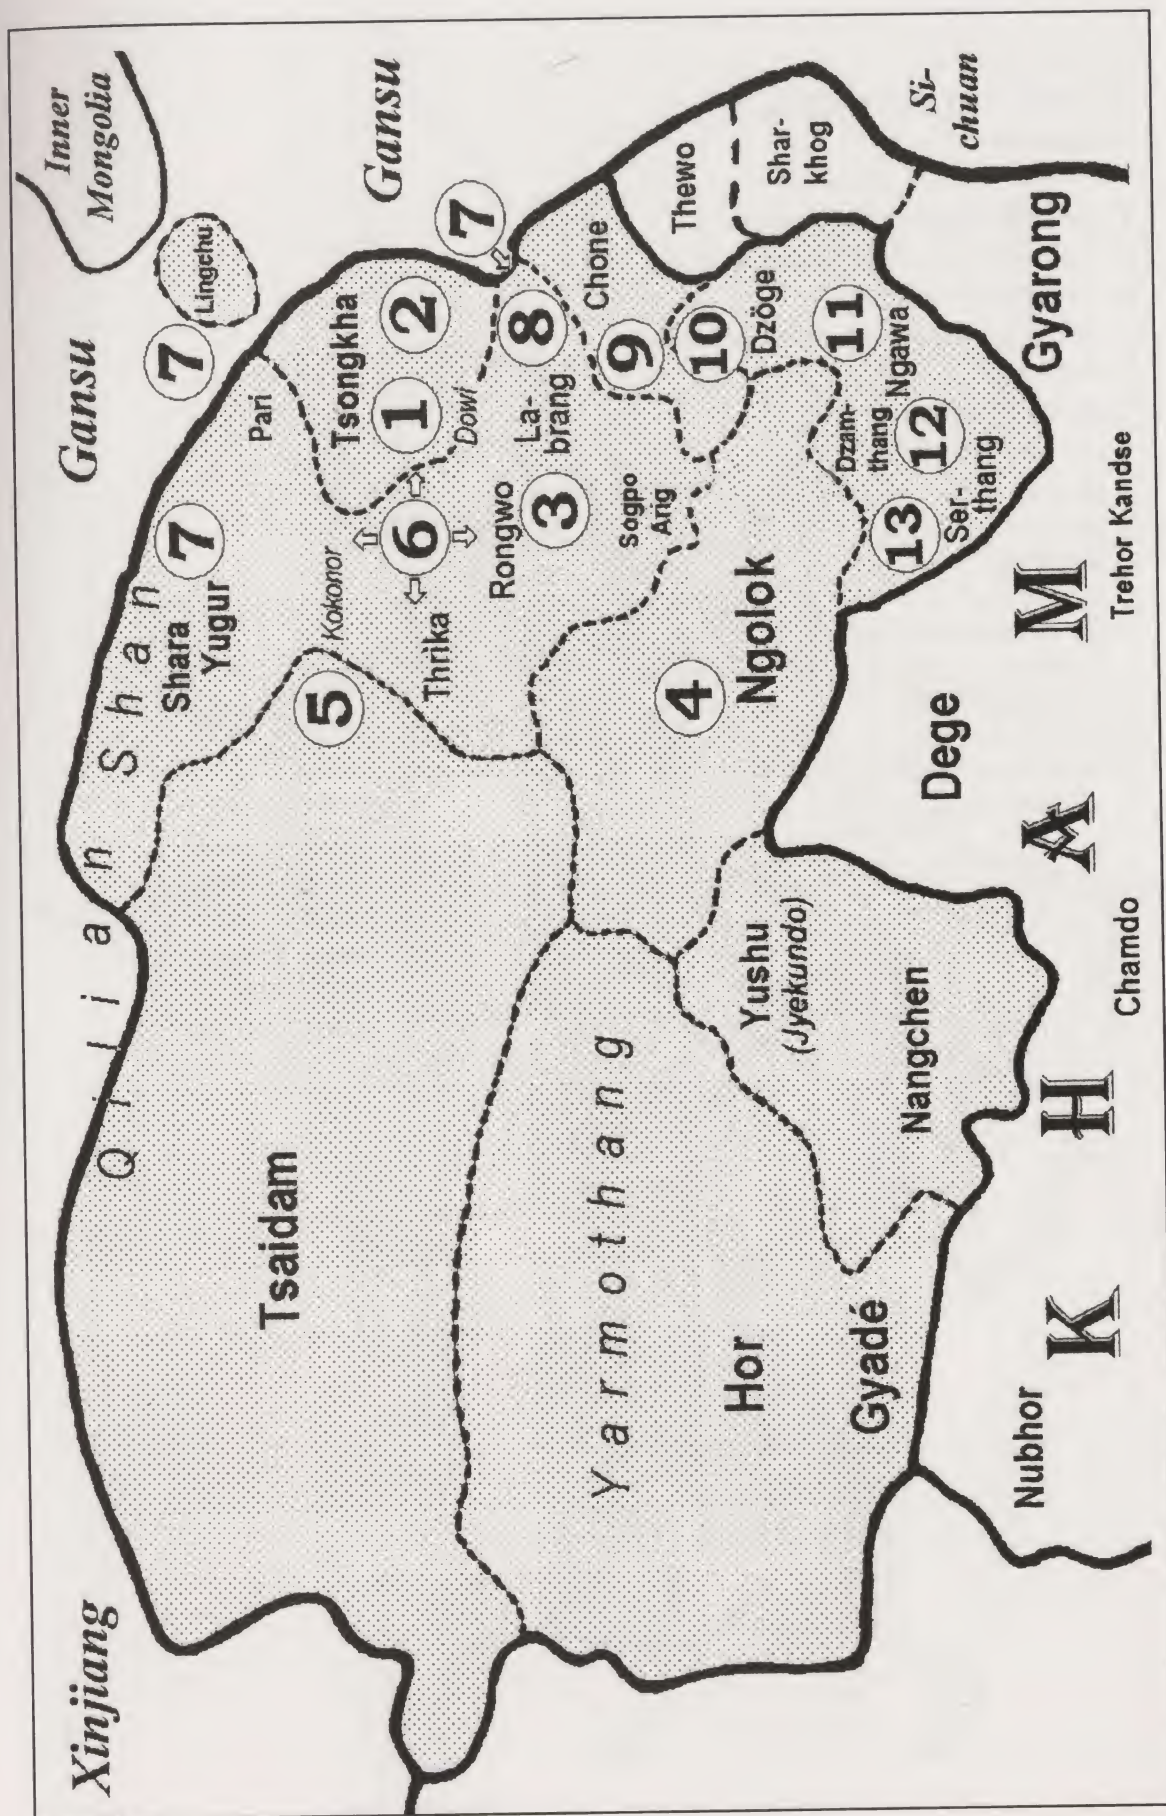 Xinjiang
Gansu
Inner
Mongolia
Qilian Shan
7
Shara
Yugur
7
Lingchu
Pari
Gansu
Tsaidam
5
Kokonor
Tsongkha
1
2
6
Thrika
Dowi
7
Rongwo
3
La-
brang
8
Chone
9
Yarmothang
Sogpo
Arig
10
Thewo
4
Ngolok
Dzöge
Shar-
khog
Hor
Yushu
(Jyekundo)
Dzam-
thang
11
Ngawa
Gyadé
Nangchen
13
12
Ser-
thang
Dege
Si-
chuan
Nubhor
Gyarong
KHAM
Chamdo
Trehor Kandse